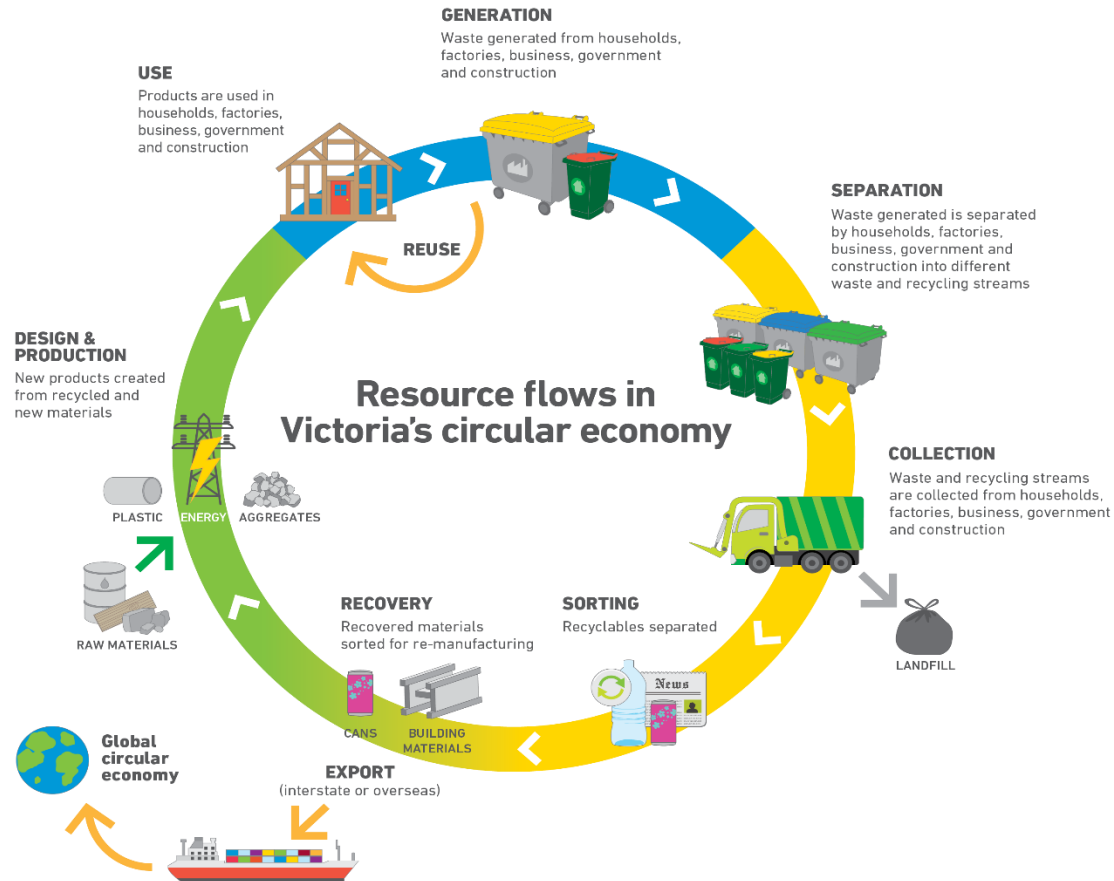 GENERATION
Waste generated from households,
factories, business, government
and construction
USE
Products are used in
households, factories,
business, government
and construction
REUSE
SEPARATION
Waste generated is separated
by households, factories,
business, government and
construction into different
waste and recycling streams
DESIGN &
PRODUCTION
New products created
from recycled and
new materials
Resource flows in
Victoria's circular economy
COLLECTION
Waste and recycling streams
are collected from households,
factories, business, government
and construction
PLASTIC
ENERGY
AGGREGATES
RAW MATERIALS
RECOVERY
Recovered materials
sorted for re-manufacturing
SORTING
Recyclables separated
LANDFILL
News
CANS
BUILDING
MATERIALS
Global
circular
economy
EXPORT
(interstate or overseas)